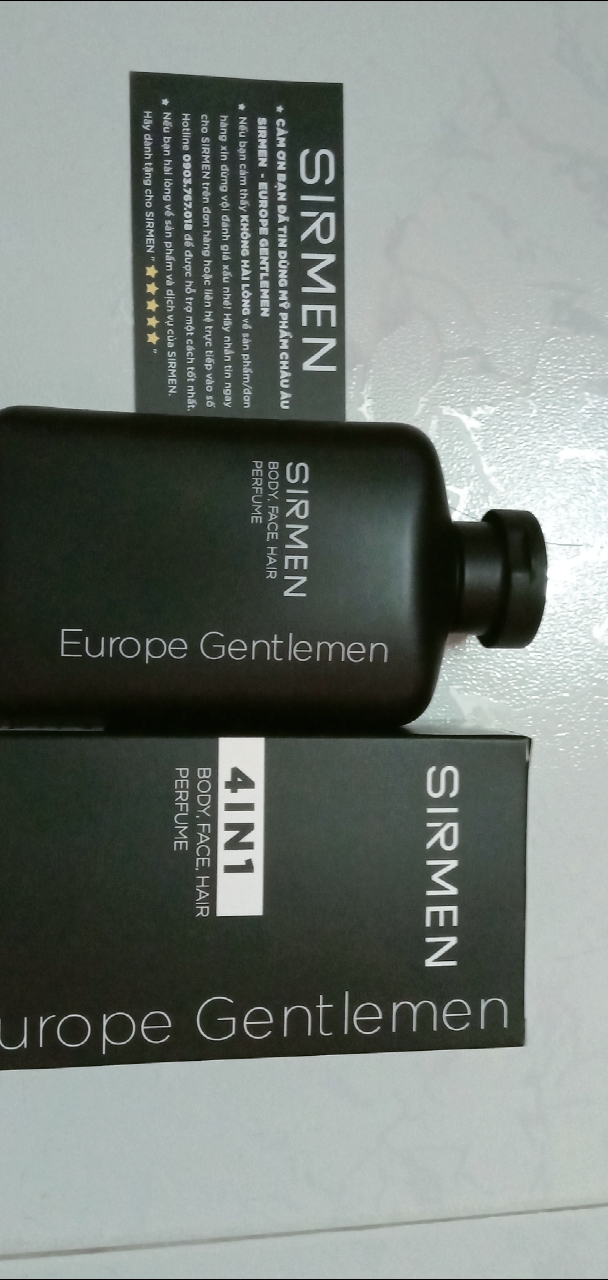 SIRMEN
★ CẢM ƠN BẠN ĐÃ TIN DÙNG MỸ PHẨM CHÂU ÂU
SIRMEN - EUROPE GENTLEMEN
★ Nếu bạn cảm thấy KHÔNG HÀI LÒNG về sản phẩm/đơn
hàng xin đừng vội đánh giá xấu nhé! Hãy nhắn tin ngay
cho SIRMEN trên đơn hàng hoặc liên hệ trực tiếp vào số
Hotline 0903.767.018 để được hỗ trợ một cách tốt nhất.
★ Nếu bạn hài lòng về sản phẩm và dịch vụ của SIRMEN.
Hãy dành tặng cho SIRMEN "⭐⭐⭐⭐⭐"
SIRMEN
BODY, FACE, HAIR
PERFUME
Europe Gentlemen
SIRMEN
4IN1
BODY, FACE, HAIR
PERFUME
urope Gentlemen